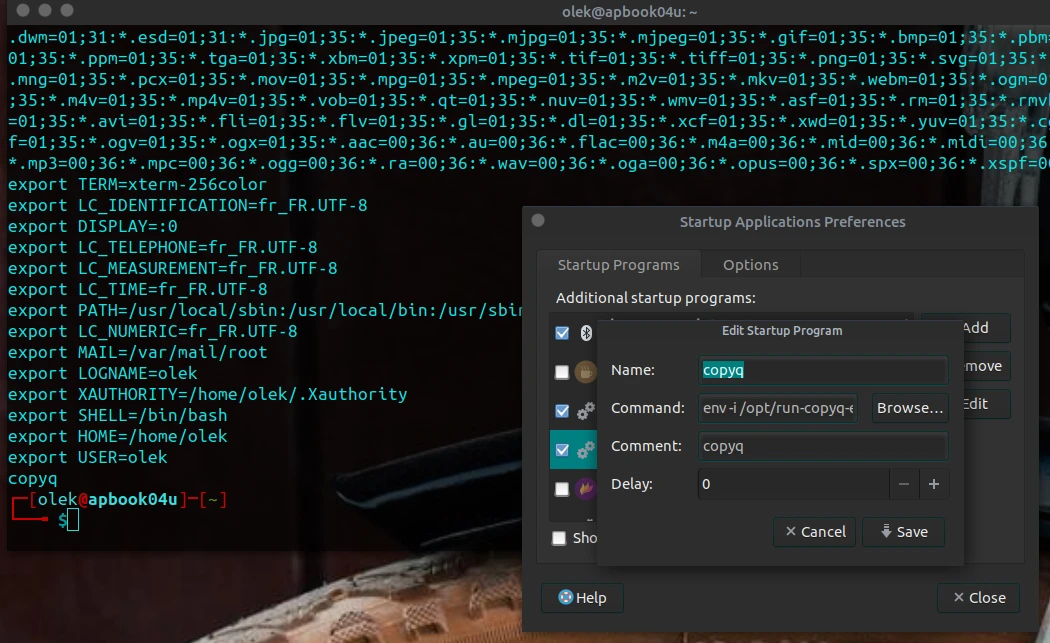 olek@apbook04u: ~
.dwm=01;31:*.esd=01;31:*.jpg=01;35:*.jpeg=01;35:*.mjpg=01;35:*.mjpeg=01;35:*.gif=01;35:*.bmp=01;35:*.pbm=
01;35:*.ppm=01;35:*.tga=01;35:*.xbm=01;35:*.xpm=01;35:*.tif=01;35:*.tiff=01;35:*.png=01;35:*.svg=01;35:*
.mng=01;35:*.pcx=01;35:*.mov=01;35:*.mpg=01;35:*.mpeg=01;35:*.m2v=01;35:*.mkv=01;35:*.webm=01;35:*.ogm=01
;35:*.m4v=01;35:*.mp4v=01;35:*.vob=01;35:*.qt=01;35:*.nuv=01;35:*.wmv=01;35:*.asf=01;35:*.rm=01;35:*.rmvb
=01;35:*.avi=01;35:*.fli=01;35:*.flv=01;35:*.gl=01;35:*.dl=01;35:*.xcf=01;35:*.xwd=01;35:*.yuv=01;35:*.c
f=01;35:*.ogv=01;35:*.ogx=01;35:*.aac=00;36:*.au=00;36:*.flac=00;36:*.m4a=00;36:*.mid=00;36:*.midi=00;36
*.mp3=00;36:*.mpc=00;36:*.ogg=00;36:*.ra=00;36:*.wav=00;36:*.oga=00;36:*.opus=00;36:*.spx=00;36:*.xspf=00
export TERM=xterm-256color
export LC_IDENTIFICATION=fr_FR.UTF-8
export DISPLAY=:0
export LC_TELEPHONE=fr_FR.UTF-8
export LC_MEASUREMENT=fr_FR.UTF-8
export LC_TIME=fr_FR.UTF-8
export PATH=/usr/local/sbin:/usr/local/bin:/usr/sbin
export LC_NUMERIC=fr_FR.UTF-8
export MAIL=/var/mail/root
export LOGNAME=olek
export XAUTHORITY=/home/olek/.Xauthority
export SHELL=/bin/bash
export HOME=/home/olek
export USER=olek
copyq
[olek@apbook04u]─[~]
$
Startup Applications Preferences
Startup Programs Options
Additional startup programs:
Add
move
Edit
Sho
Help
Close
Edit Startup Program
Name: copyq
Command: env -i /opt/run-copyq-e Browse...
Comment: copyq
Delay: 0 − +
Cancel Save